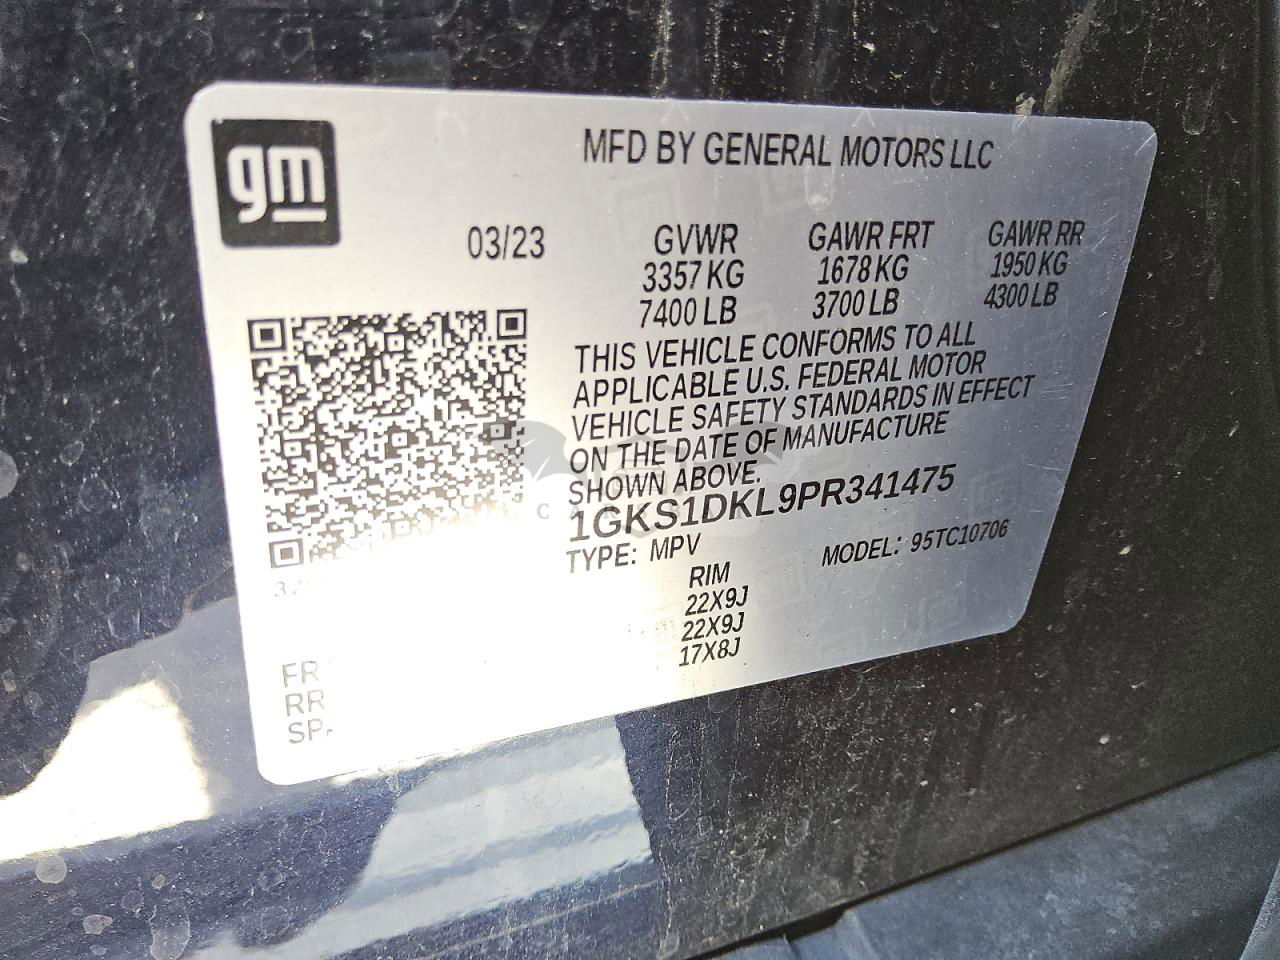 gm
MFD BY GENERAL MOTORS LLC
03/23
GVWR GAWR FRT GAWR RR
3357 KG 1678 KG 1950 KG
7400 LB 3700 LB 4300 LB
THIS VEHICLE CONFORMS TO ALL
APPLICABLE U.S. FEDERAL MOTOR
VEHICLE SAFETY STANDARDS IN EFFECT
ON THE DATE OF MANUFACTURE
SHOWN ABOVE.
1GKS1DKL9PR341475
TYPE: MPV MODEL: 95TC10706
RIM
22X9J
22X9J
17X8J
FR
RR